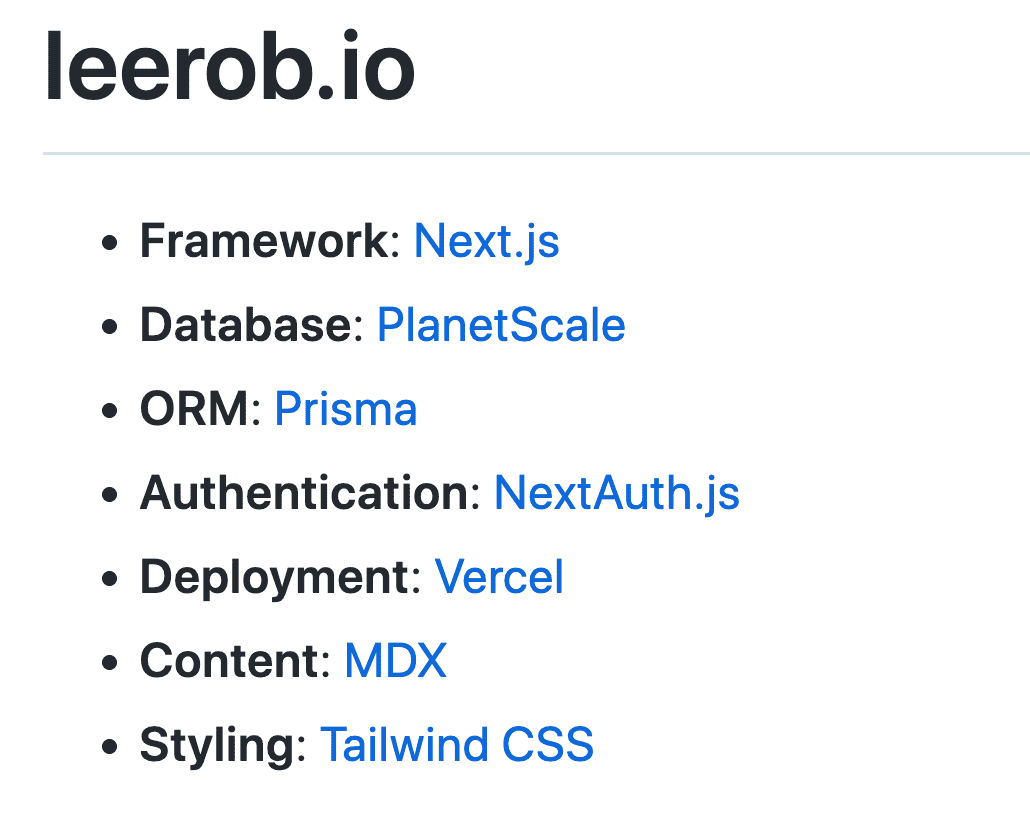 leerob.io
• Framework: Next.js
• Database: PlanetScale
• ORM: Prisma
• Authentication: NextAuth.js
• Deployment: Vercel
• Content: MDX
• Styling: Tailwind CSS